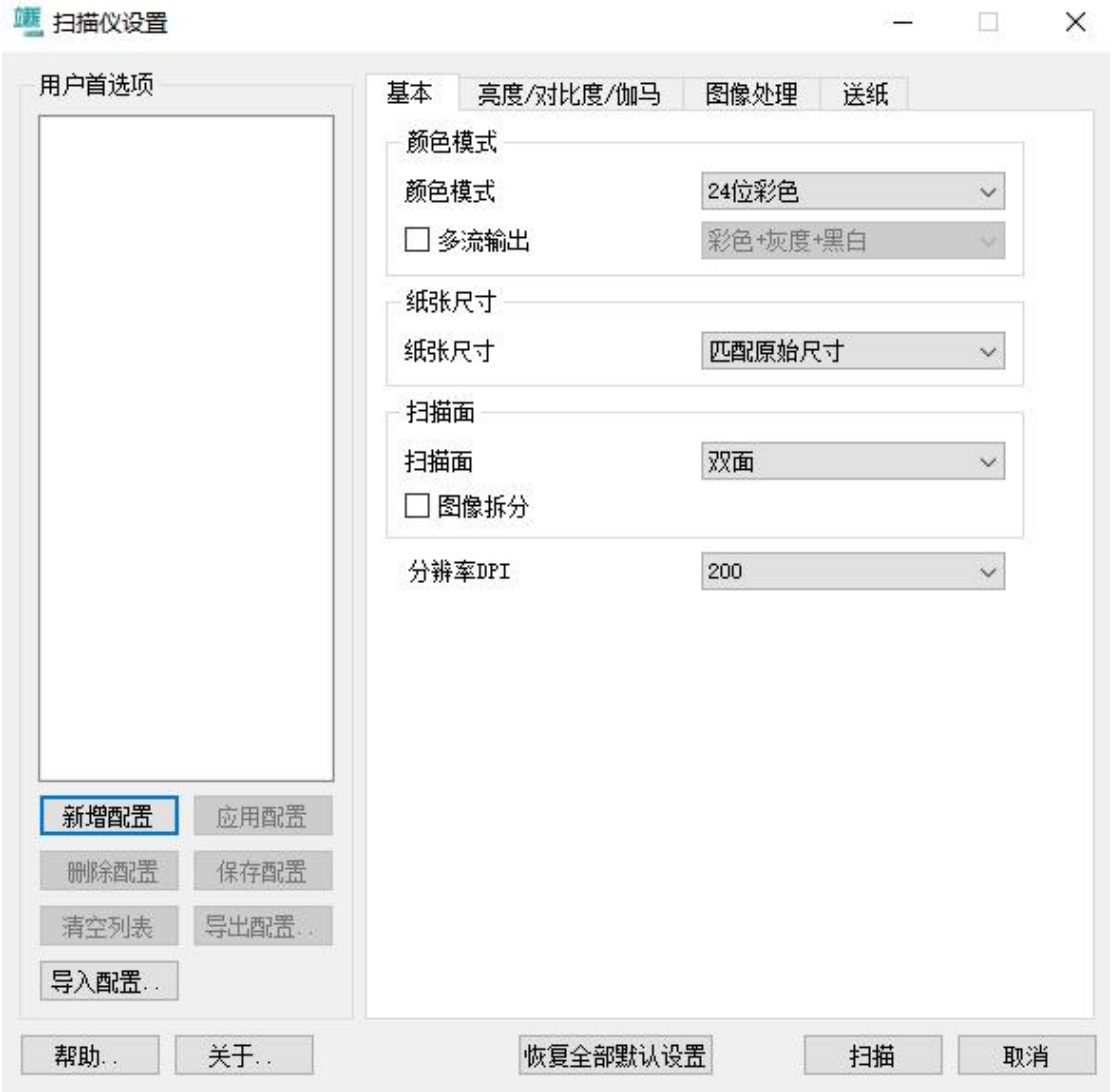 扫描仪设置
用户首选项
基本 亮度/对比度/伽马 图像处理 送纸
颜色模式
颜色模式 24位彩色
多流输出 彩色+灰度+黑白
纸张尺寸
纸张尺寸 匹配原始尺寸
扫描面
扫描面 双面
图像拆分
分辨率DPI 200
新增配置 应用配置
删除配置 保存配置
清空列表 导出配置..
导入配置..
帮助.. 关于.. 恢复全部默认设置 扫描 取消